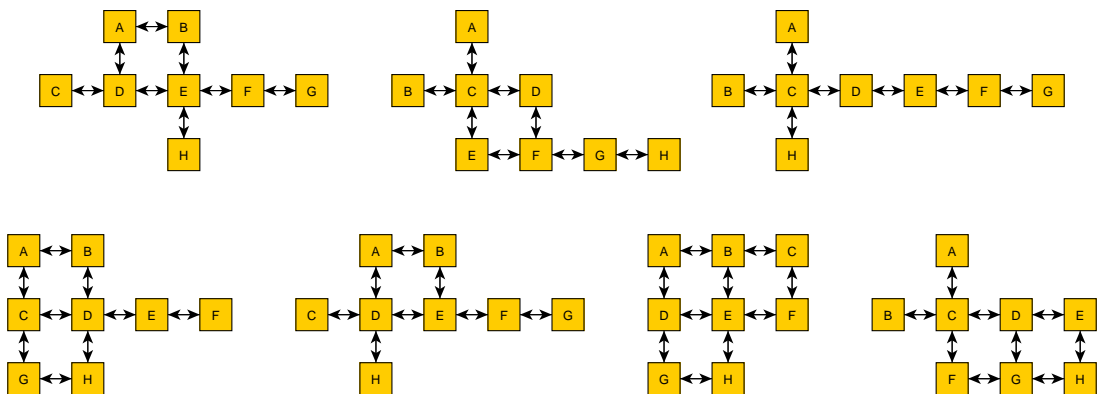 A B
C D E F G
H
A
B C D
E F G H
A
B C D E F G
H
A B
C D E F
G H
A B
C D E F G
H
A B C
D E F
G H
A
B C D E
F G H